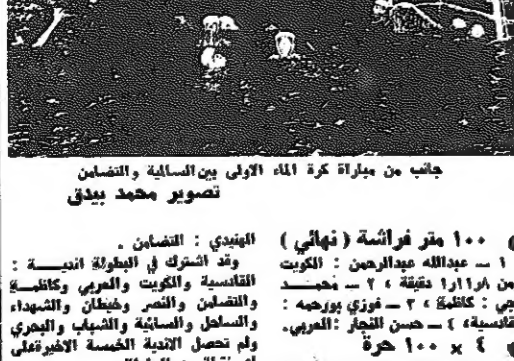 جانب من مباراة كرة الماء الاولى بين السالمية و التضامن
تصوير محمد بيدق
١٠٠ متر فراشة ( نهائي )
١ — عبدالله عبدالرحمن : الكويت
دقيقة ، ٢ — محمد
: كاظمة ، ٣ — فوزي بورحمه :
القادسية ، ٤ — حسن النجار : العربي .
٤ × ١٠٠ حرة
الهنيدي : التضامن .
وقد اشترك في البطولة اندية :
القادسية والكويت والعربي وكاظمة
والتضامن والنصر وخيطان والشهداء
والساحل والسالمية والشباب والبحري
ولم تحصل الاندية الخمسة الاخيرة على